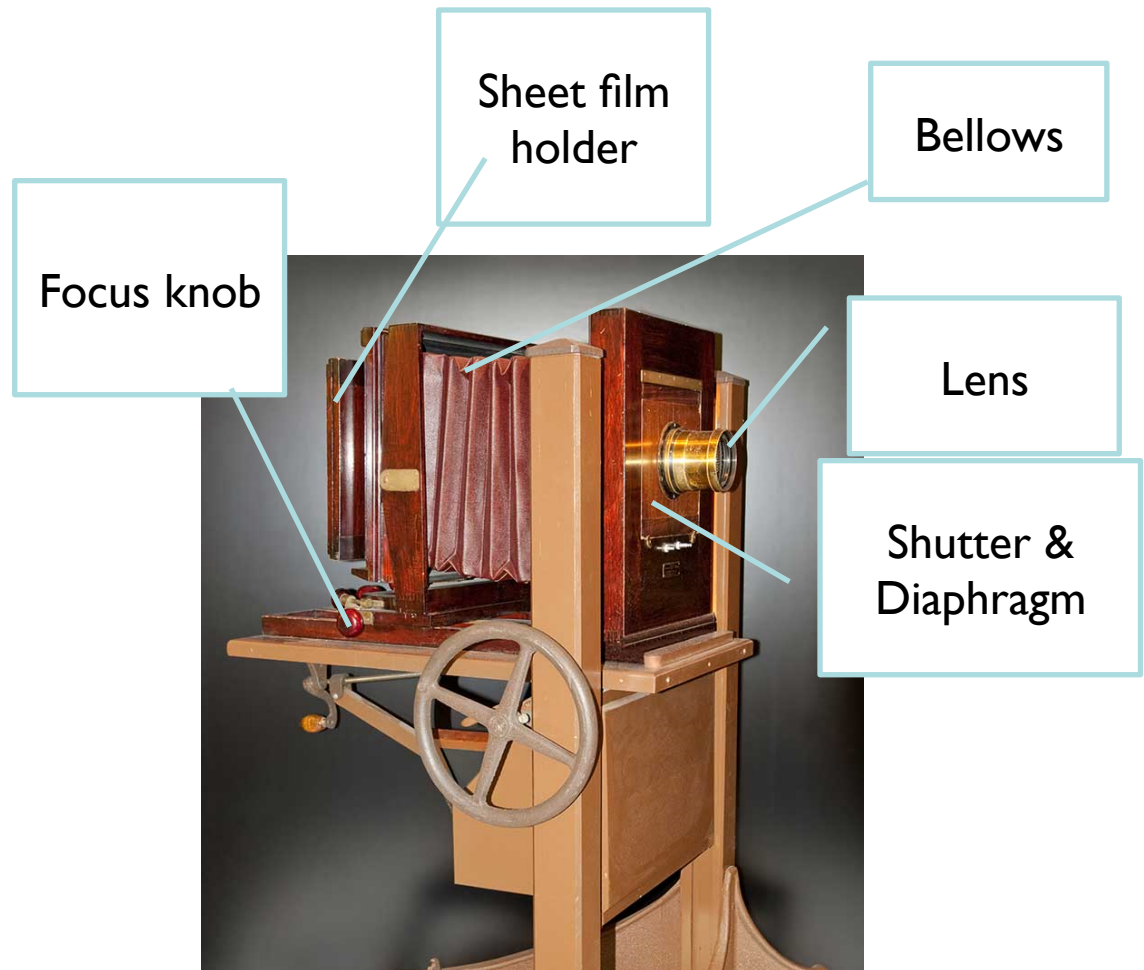 Sheet film
holder
Bellows
Focus knob
Lens
Shutter &
Diaphragm